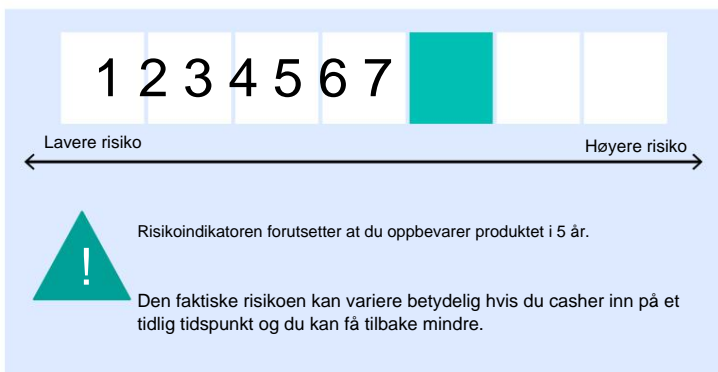 1 2 3 4 5 6 7
Lavere risiko
Høyere risiko
!
Risikoindikatoren forutsetter at du oppbevarer produktet i 5 år.
Den faktiske risikoen kan variere betydelig hvis du casher inn på et
tidlig tidspunkt og du kan få tilbake mindre.